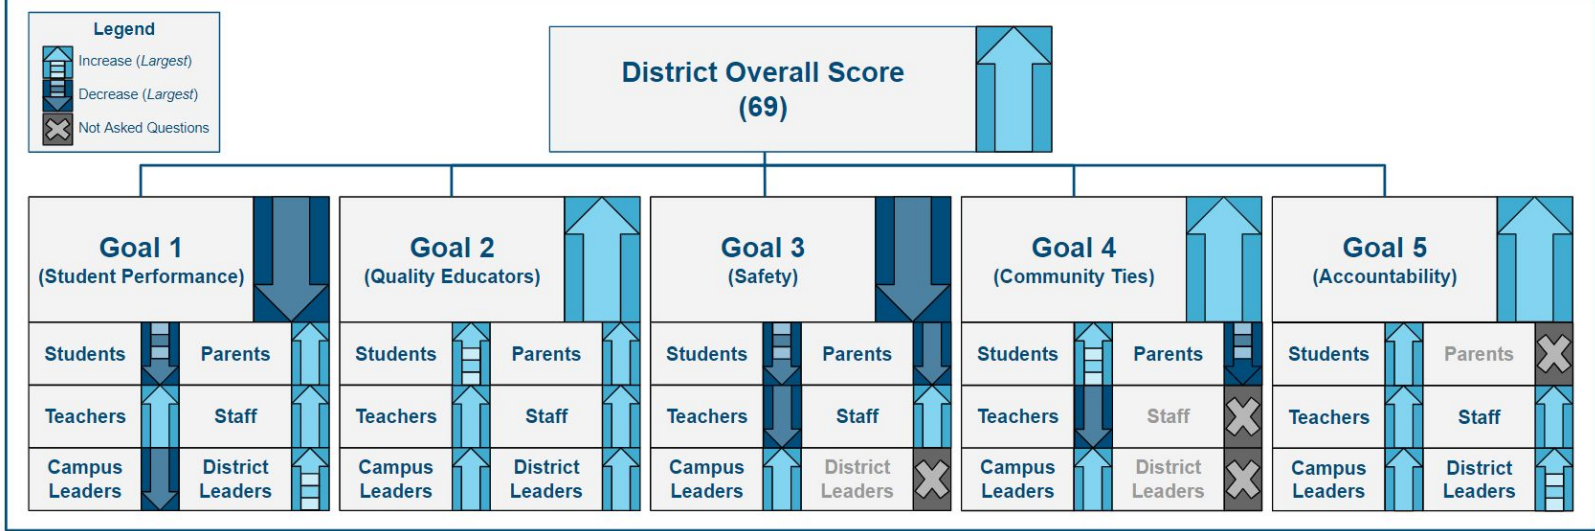 Legend
Increase (Largest)
Decrease (Largest)
Not Asked Questions
District Overall Score
(69)
Goal 1
(Student Performance)
Students
Parents
Teachers
Staff
Campus
Leaders
District
Leaders
Goal 2
(Quality Educators)
Students
Parents
Teachers
Staff
Campus
Leaders
District
Leaders
Goal 3
(Safety)
Students
Parents
Teachers
Staff
Campus
Leaders
District
Leaders
Goal 4
(Community Ties)
Students
Parents
Teachers
Staff
Campus
Leaders
District
Leaders
Goal 5
(Accountability)
Students
Parents
Teachers
Staff
Campus
Leaders
District
Leaders